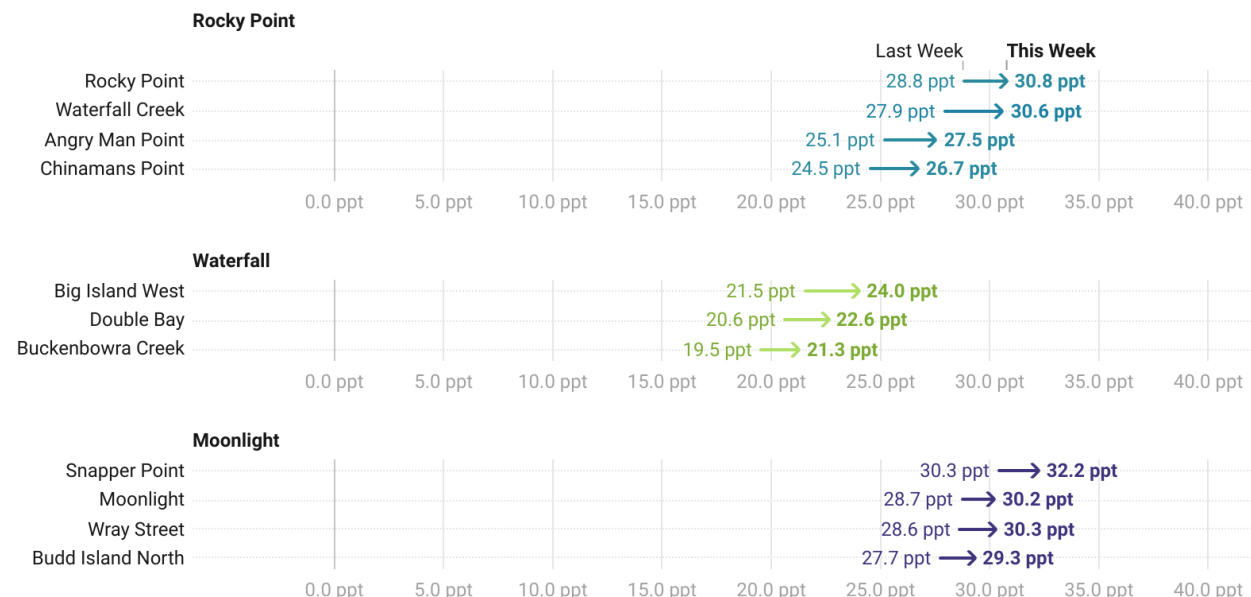 Rocky Point
Last Week This Week
Rocky Point 28.8 ppt 30.8 ppt
Waterfall Creek 27.9 ppt 30.6 ppt
Angry Man Point 25.1 ppt 27.5 ppt
Chinamans Point 24.5 ppt 26.7 ppt
0.0 ppt 5.0 ppt 10.0 ppt 15.0 ppt 20.0 ppt 25.0 ppt 30.0 ppt 35.0 ppt 40.0 ppt
Waterfall
Big Island West 21.5 ppt 24.0 ppt
Double Bay 20.6 ppt 22.6 ppt
Buckenbowra Creek 19.5 ppt 21.3 ppt
0.0 ppt 5.0 ppt 10.0 ppt 15.0 ppt 20.0 ppt 25.0 ppt 30.0 ppt 35.0 ppt 40.0 ppt
Moonlight
Snapper Point 30.3 ppt 32.2 ppt
Moonlight 28.7 ppt 30.2 ppt
Wray Street 28.6 ppt 30.3 ppt
Budd Island North 27.7 ppt 29.3 ppt
0.0 ppt 5.0 ppt 10.0 ppt 15.0 ppt 20.0 ppt 25.0 ppt 30.0 ppt 35.0 ppt 40.0 ppt